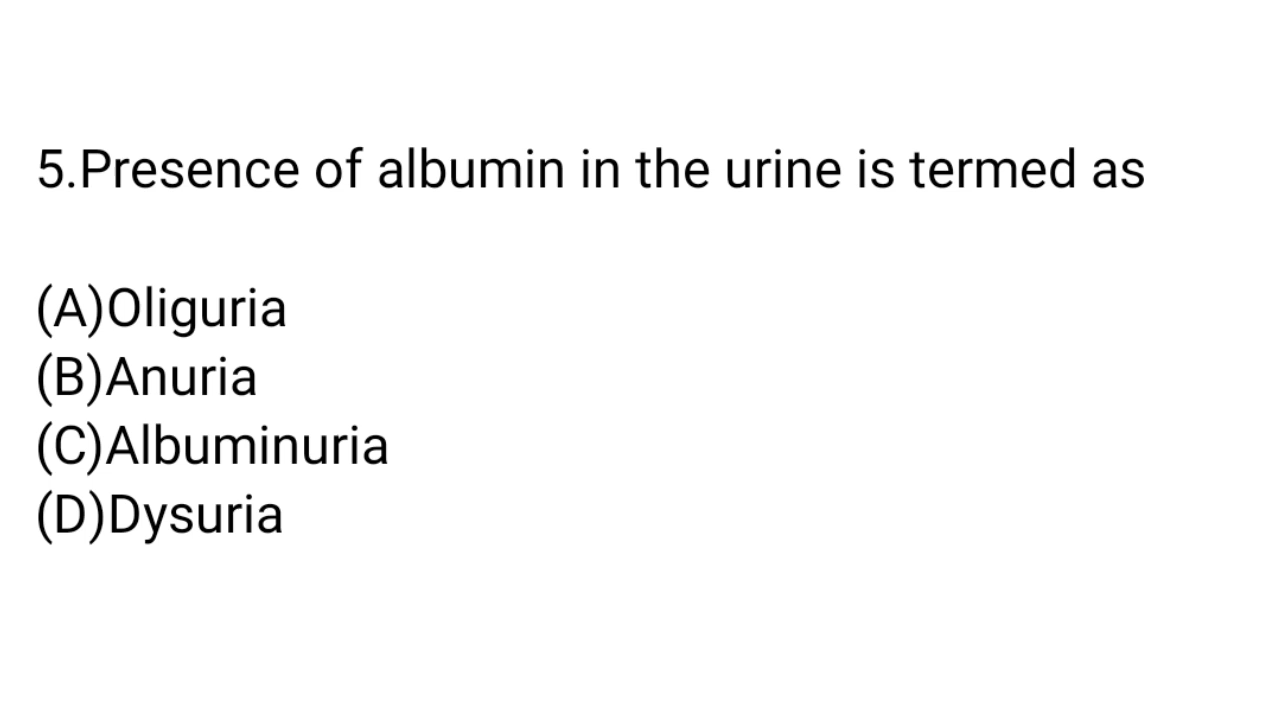 5.Presence of albumin in the urine is termed as
(A)Oliguria
(B)Anuria
(C)Albuminuria
(D)Dysuria